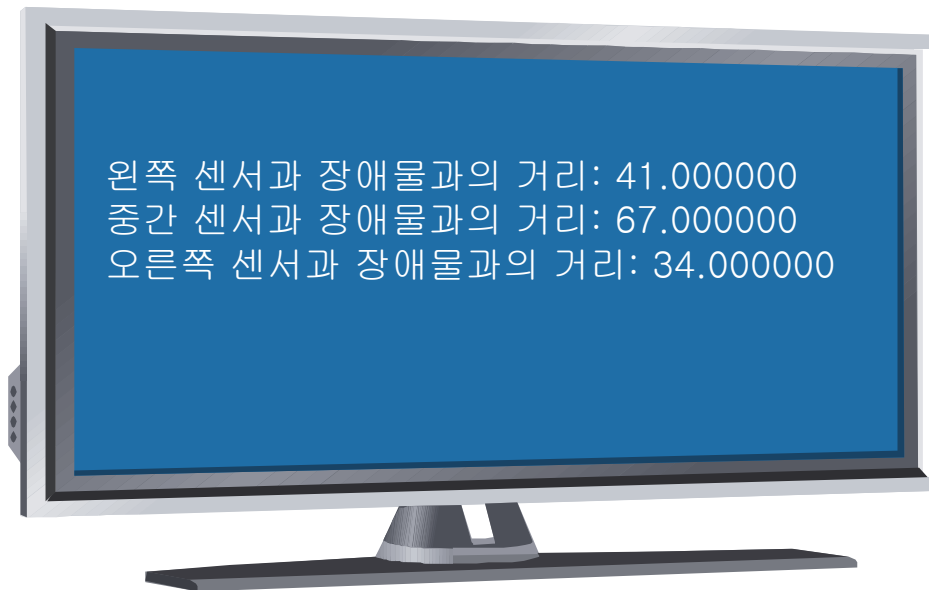 왼쪽 센서과 장애물과의 거리: 41.000000
중간 센서과 장애물과의 거리: 67.000000
오른쪽 센서과 장애물과의 거리: 34.000000